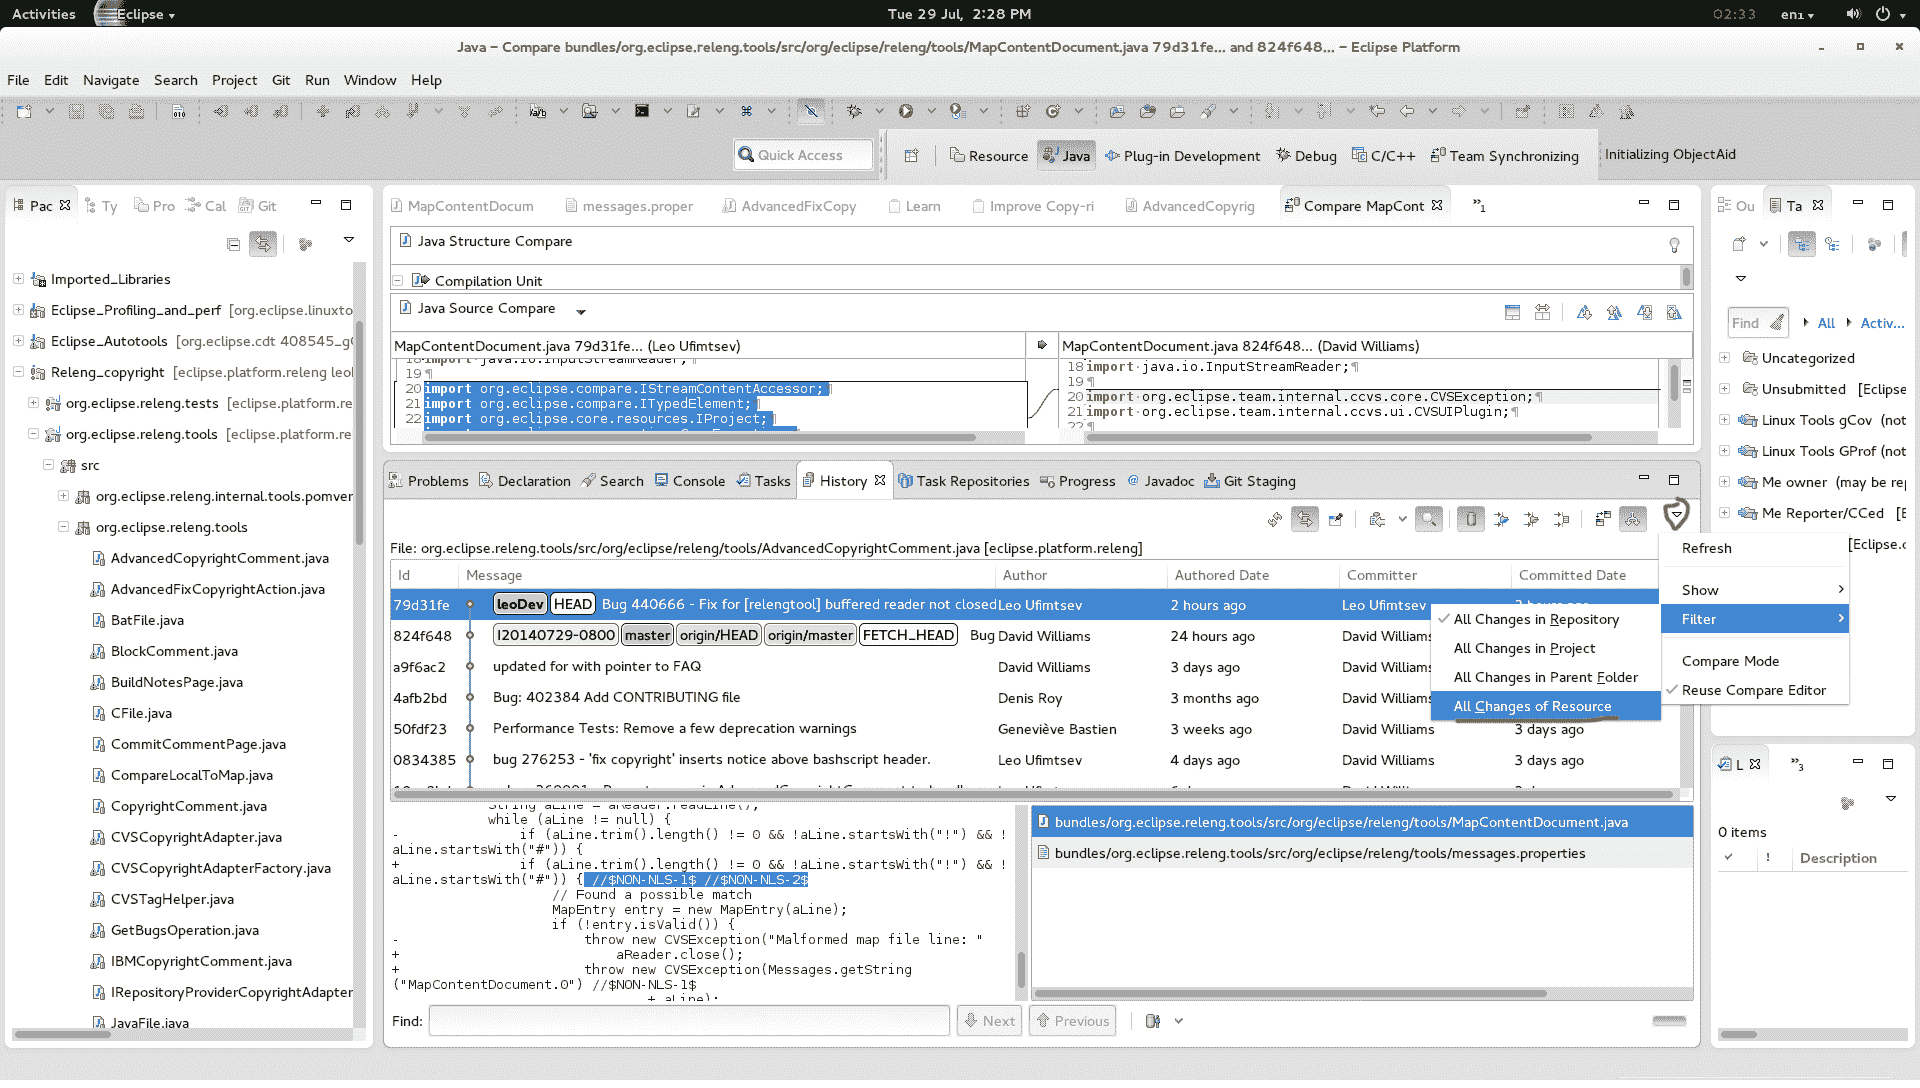 Activities Eclipse Tue 29 Jul, 2:28 PM 02:33 en1
Java – Compare bundles/org.eclipse.releng.tools/src/org/eclipse/releng/tools/MapContentDocument.java 79d31fe... and 824f648... – Eclipse Platform
File Edit Navigate Search Project Git Run Window Help
Quick Access Resource Java Plug-in Development Debug C/C++ Team Synchronizing Initializing ObjectAid
Pac Ty Pro Cal Git
Imported_Libraries
Eclipse_Profiling_and_perf [org.eclipse.linuxto
Eclipse_Autotools [org.eclipse.cdt 408545_g
Releng_copyright [eclipse.platform.releng leo
org.eclipse.releng.tests [eclipse.platform.re
org.eclipse.releng.tools [eclipse.platform.re
src
org.eclipse.releng.internal.tools.pomver
org.eclipse.releng.tools
AdvancedCopyrightComment.java
AdvancedFixCopyrightAction.java
BatFile.java
BlockComment.java
BuildNotesPage.java
CFile.java
CommitCommentPage.java
CompareLocalToMap.java
CopyrightComment.java
CVSCopyrightAdapter.java
CVSCopyrightAdapterFactory.java
CVSTagHelper.java
GetBugsOperation.java
IBMCopyrightComment.java
IRepositoryProviderCopyrightAdapter
JavaFile.java
MapContentDocum messages.proper AdvancedFixCopy Learn Improve Copy-ri AdvancedCopyrig Compare MapCont »1
Java Structure Compare
Compilation Unit
Java Source Compare
MapContentDocument.java 79d31fe... (Leo Ufimtsev)
18 import java.io.InputStreamReader;¶
19 ¶
20 import org.eclipse.compare.IStreamContentAccessor;¶
21 import org.eclipse.compare.ITypedElement;¶
22 import org.eclipse.core.resources.IProject;¶
MapContentDocument.java 824f648... (David Williams)
18 import·java.io.InputStreamReader;¶
19 ¶
20 import·org.eclipse.team.internal.ccvs.core.CVSException;¶
21 import·org.eclipse.team.internal.ccvs.ui.CVSUIPlugin;¶
22 ¶
Problems Declaration Search Console Tasks History Task Repositories Progress Javadoc Git Staging
File: org.eclipse.releng.tools/src/org/eclipse/releng/tools/AdvancedCopyrightComment.java [eclipse.platform.releng]
Id Message Author Authored Date Committer Committed Date
79d31fe leoDev HEAD Bug 440666 - Fix for [relengtool] buffered reader not closed Leo Ufimtsev 2 hours ago Leo Ufimtsev 2 hours ago
824f648 I20140729-0800 master origin/HEAD origin/master FETCH_HEAD Bug David Williams 24 hours ago David Will
a9f6ac2 updated for with pointer to FAQ David Williams 3 days ago David Will
4afb2bd Bug: 402384 Add CONTRIBUTING file Denis Roy 3 months ago David Will
50fdf23 Performance Tests: Remove a few deprecation warnings Geneviève Bastien 3 weeks ago David Williams 3 days ago
0834385 bug 276253 - 'fix copyright' inserts notice above bashscript header. Leo Ufimtsev 4 days ago David Williams 3 days ago
Refresh
Show
Filter
Compare Mode
Reuse Compare Editor
All Changes in Repository
All Changes in Project
All Changes in Parent Folder
All Changes of Resource
String aLine = aReader.readLine();
while (aLine != null) {
- if (aLine.trim().length() != 0 && !aLine.startsWith("!") && !
aLine.startsWith("#")) {
+ if (aLine.trim().length() != 0 && !aLine.startsWith("!") && !
aLine.startsWith("#")) { //$NON-NLS-1$ //$NON-NLS-2$
// Found a possible match
MapEntry entry = new MapEntry(aLine);
if (!entry.isValid()) {
- throw new CVSException("Malformed map file line: "
+ aReader.close();
+ throw new CVSException(Messages.getString
("MapContentDocument.0") //$NON-NLS-1$
+ aLine);
bundles/org.eclipse.releng.tools/src/org/eclipse/releng/tools/MapContentDocument.java
bundles/org.eclipse.releng.tools/src/org/eclipse/releng/tools/messages.properties
Find: Next Previous
Ou Ta
Find All Activ...
Uncategorized
Unsubmitted [Eclipse
Linux Tools gCov (not
Linux Tools GProf (not
Me owner (may be rep
Me Reporter/CCed [E
[Eclipse.c
L »3
0 items
! Description